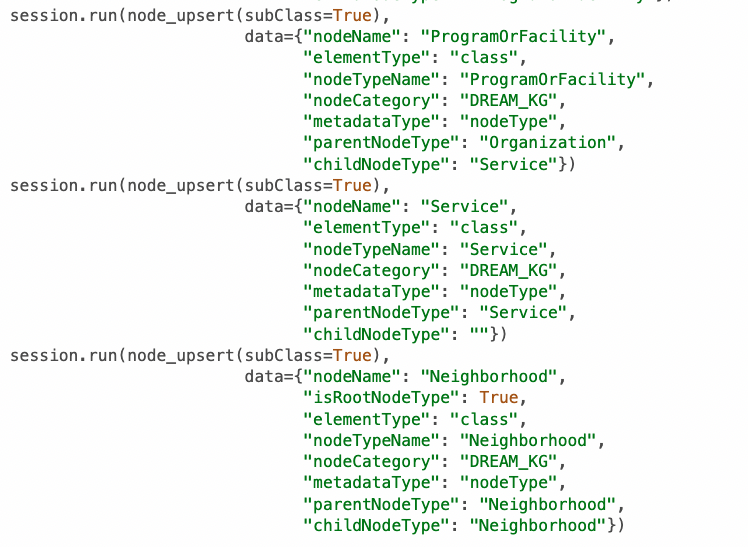 session.run(node_upsert(subClass=True),
data={"nodeName": "ProgramOrFacility",
"elementType": "class",
"nodeTypeName": "ProgramOrFacility",
"nodeCategory": "DREAM_KG",
"metadataType": "nodeType",
"parentNodeType": "Organization",
"childNodeType": "Service"})
session.run(node_upsert(subClass=True),
data={"nodeName": "Service",
"elementType": "class",
"nodeTypeName": "Service",
"nodeCategory": "DREAM_KG",
"metadataType": "nodeType",
"parentNodeType": "Service",
"childNodeType": ""})
session.run(node_upsert(subClass=True),
data={"nodeName": "Neighborhood",
"isRootNodeType": True,
"elementType": "class",
"nodeTypeName": "Neighborhood",
"nodeCategory": "DREAM_KG",
"metadataType": "nodeType",
"parentNodeType": "Neighborhood",
"childNodeType": "Neighborhood"})